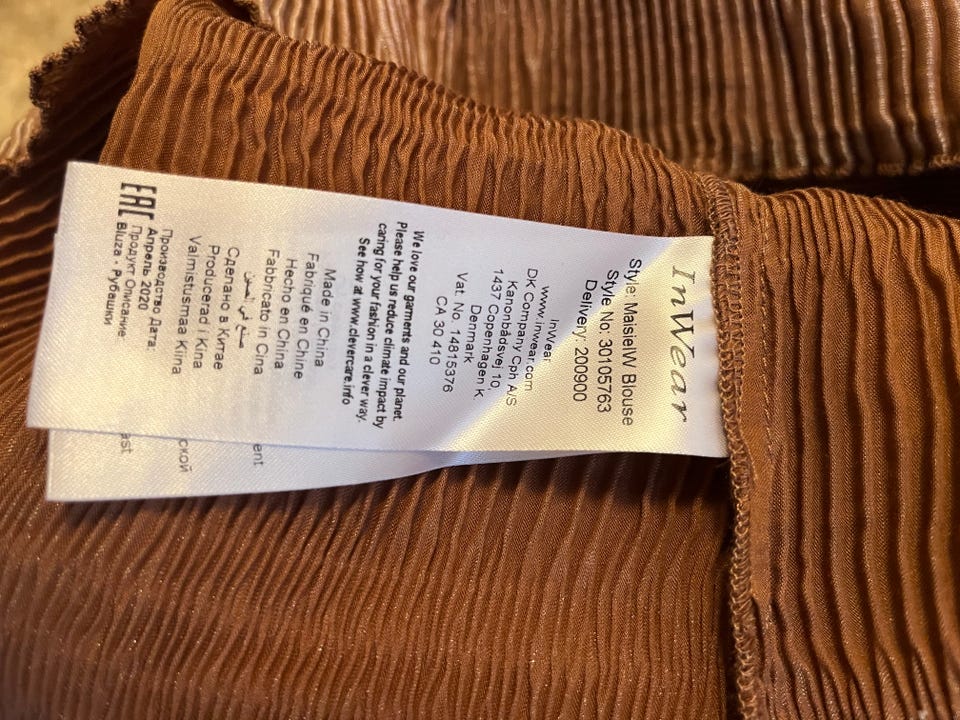 InWear
Style: MaisielW Blouse
Style No: 30105763
Delivery: 200900
InWear
www.inwear.com
DK Company Cph A/S
Kanonbådsvej 10,
1437 Copenhagen K.
Denmark
Vat. No. 14815376
CA 30 410
We love our garments and our planet.
Please help us reduce climate impact by
caring for your fashion in a clever way.
See how at www.clevercare.info
Made in China
Fabriqué en Chine
Hecho en China
Fabricato in Cina
صنع في الصين
Сделано в Китае
Producerad i Kina
Valmistusmaa Kiina
Производство Дата:
Апрель 2020
Продукт Описание:
Bluza - Рубашки
EAC